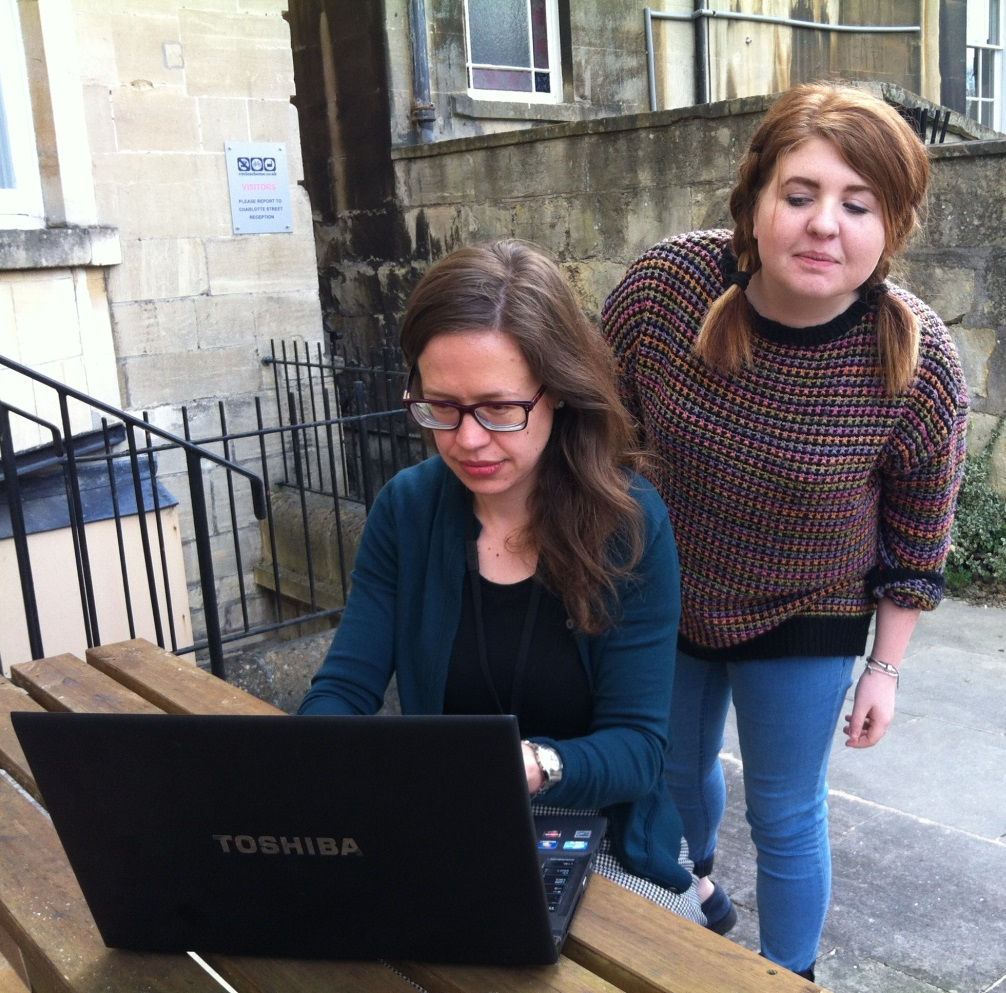 VISITORS
PLEASE REPORT TO
CHARLOTTE STREET
RECEPTION
TOSHIBA